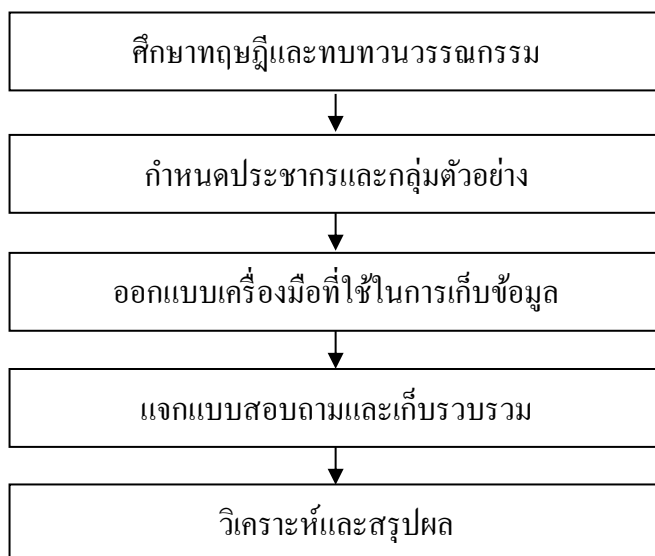 ศึกษาทฤษฎีและทบทวนวรรณกรรม
กำหนดประชากรและกลุ่มตัวอย่าง
ออกแบบเครื่องมือที่ใช้ในการเก็บข้อมูล
แจกแบบสอบถามและเก็บรวบรวม
วิเคราะห์และสรุปผล